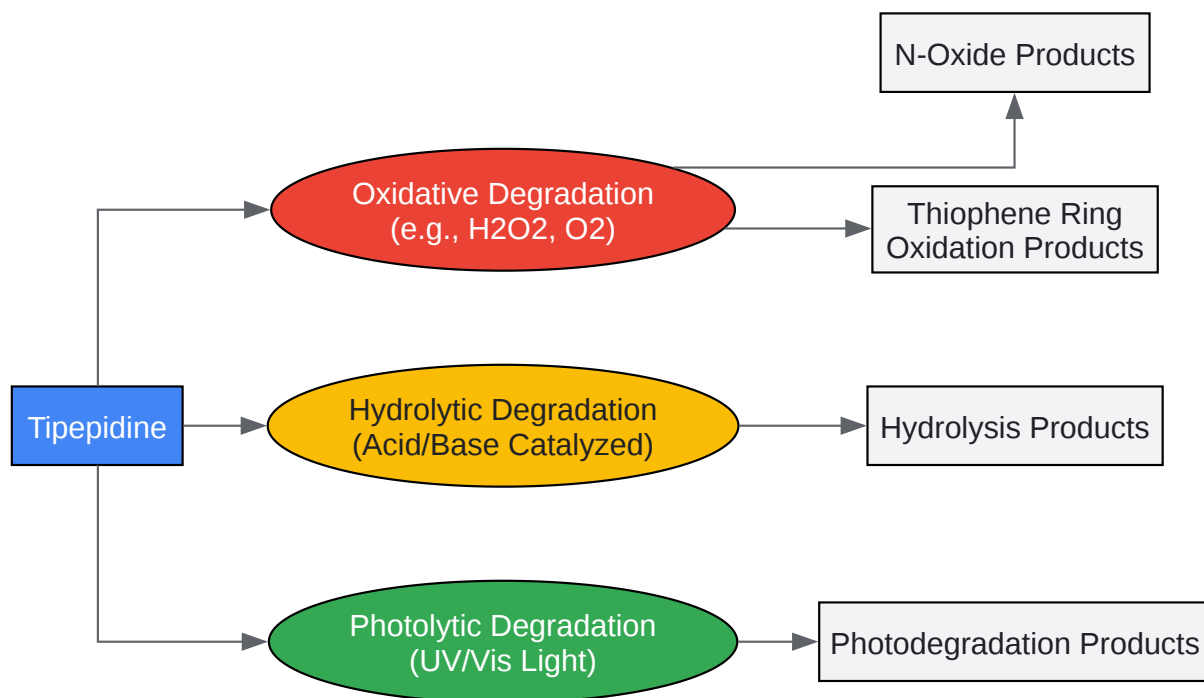 N-Oxide Products
Oxidative Degradation
(e.g., H2O2, O2)
Thiophene Ring
Oxidation Products
Tipepidine
Hydrolytic Degradation
(Acid/Base Catalyzed)
Hydrolysis Products
Photolytic Degradation
(UV/Vis Light)
Photodegradation Products